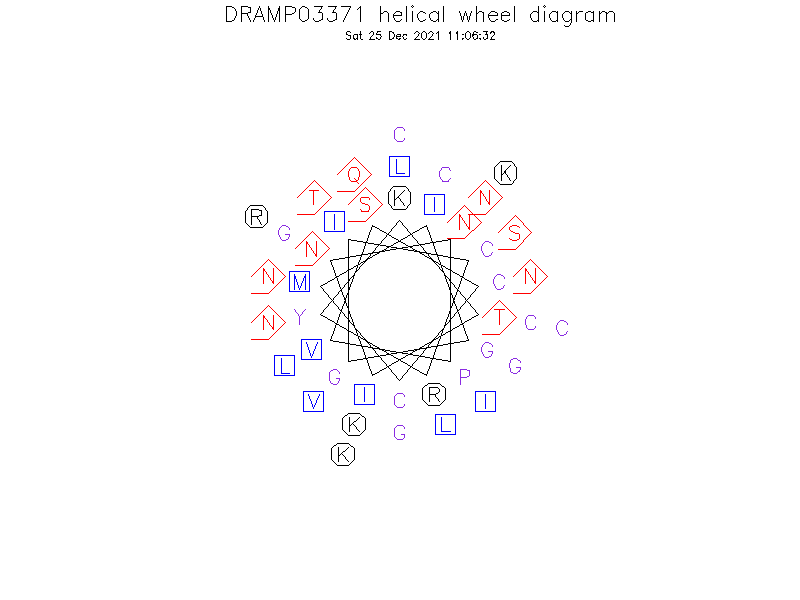 DRAMP03371 helical wheel diagram
Sat 25 Dec 2021 11:06:32
C
L
Q C K
T S K I N
R I N S
G N C
N M C N
N Y T C C
V G
L G P G
V I C R I
K G L
K